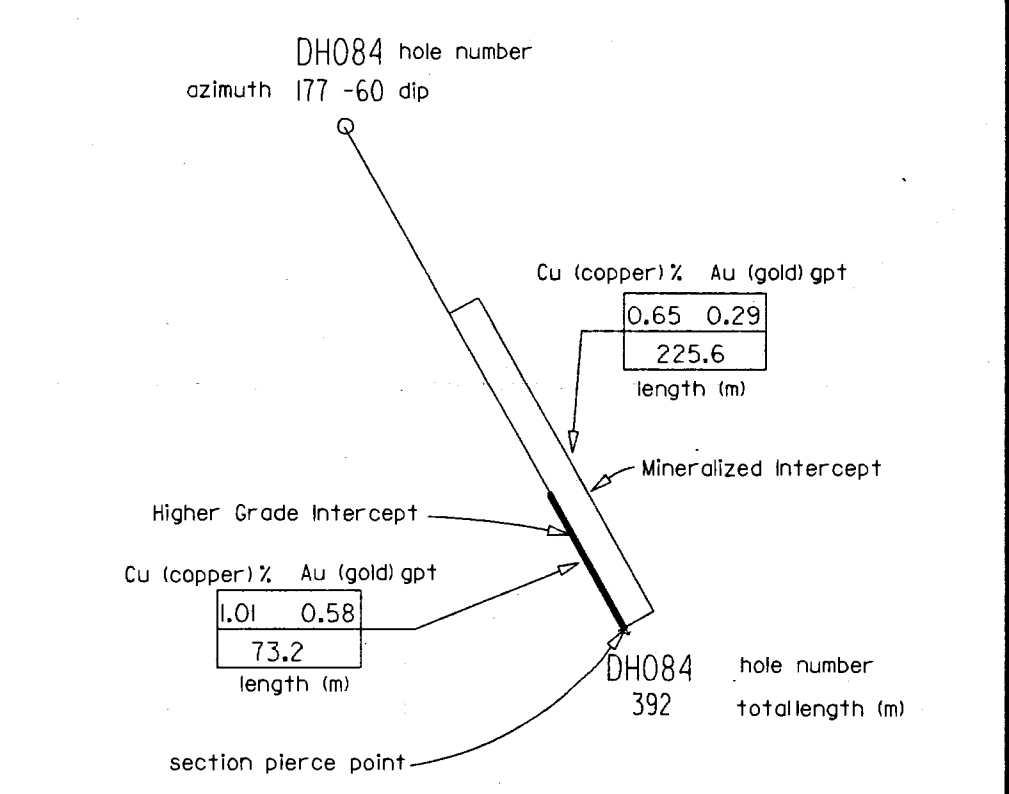 DH084 hole number
azimuth 177 -60 dip
Cu (copper) % Au (gold) gpt
0.65 0.29
225.6
length (m)
Mineralized Intercept
Higher Grade Intercept
Cu (copper) % Au (gold) gpt
1.01 0.58
73.2
length (m)
DH084 hole number
392 total length (m)
section pierce point